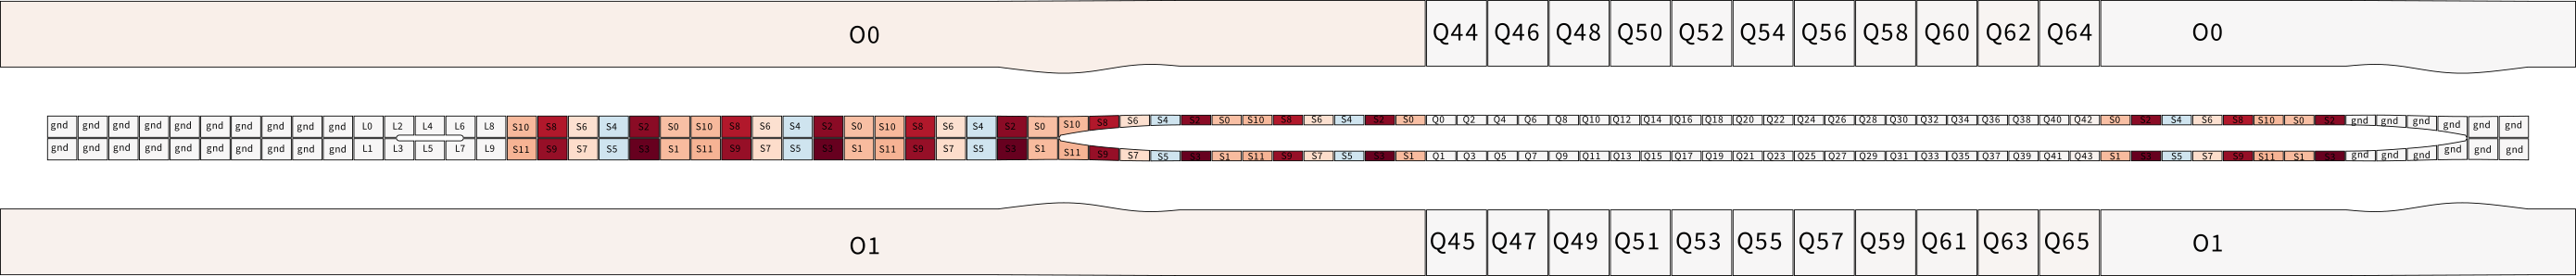 O0 Q44 Q46 Q48 Q50 Q52 Q54 Q56 Q58 Q60 Q62 Q64 O0
gnd gnd gnd gnd gnd gnd gnd gnd gnd gnd L0 L2 L4 L6 L8 S10 S8 S6 S4 S2 S0 S10 S8 S6 S4 S2 S0 S10 S8 S6 S4 S2 S0 S10 S8 S6 S4 S2 S0 S10 S8 S6 S4 S2 S0 Q0 Q2 Q4 Q6 Q8 Q10 Q12 Q14 Q16 Q18 Q20 Q22 Q24 Q26 Q28 Q30 Q32 Q34 Q36 Q38 Q40 Q42 S0 S2 S4 S6 S8 S10 S0 S2 gnd gnd gnd gnd gnd gnd
gnd gnd gnd gnd gnd gnd gnd gnd gnd gnd L1 L3 L5 L7 L9 S11 S9 S7 S5 S3 S1 S11 S9 S7 S5 S3 S1 S11 S9 S7 S5 S3 S1 S11 S9 S7 S5 S3 S1 S11 S9 S7 S5 S3 S1 Q1 Q3 Q5 Q7 Q9 Q11 Q13 Q15 Q17 Q19 Q21 Q23 Q25 Q27 Q29 Q31 Q33 Q35 Q37 Q39 Q41 Q43 S1 S3 S5 S7 S9 S11 S1 S3 gnd gnd gnd gnd gnd gnd
O1 Q45 Q47 Q49 Q51 Q53 Q55 Q57 Q59 Q61 Q63 Q65 O1